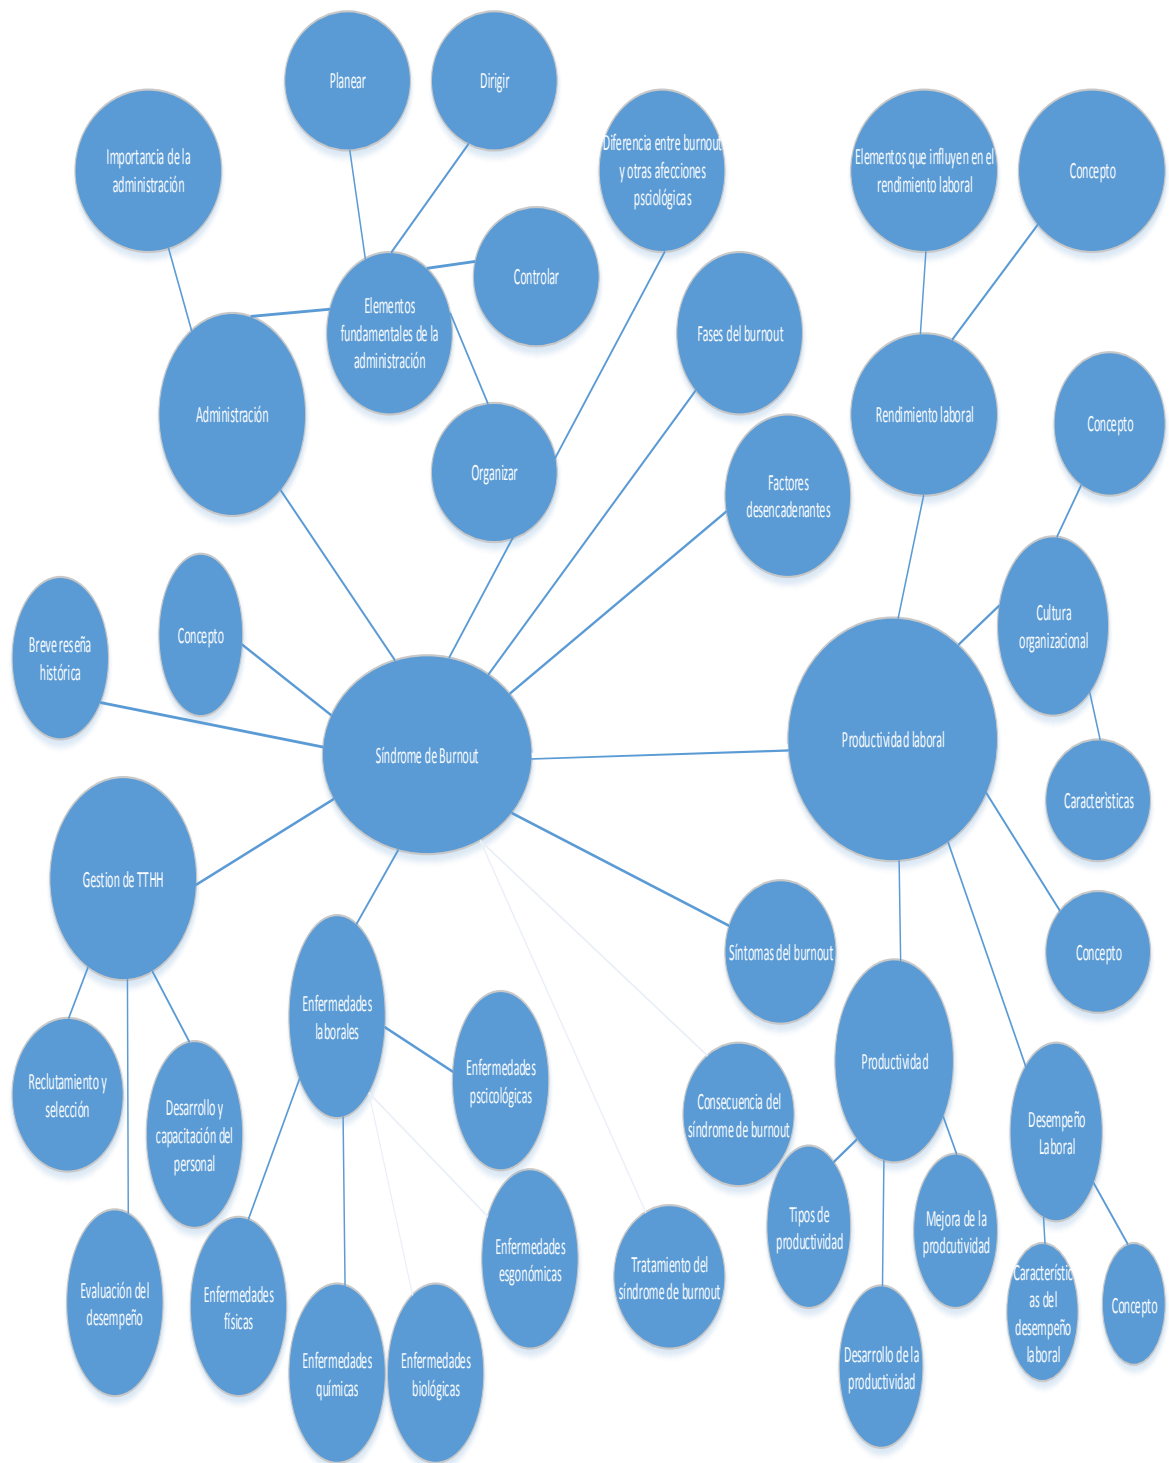 Planear
Dirigir
Importancia de la
administración
Diferencia entre burnout
y otras afecciones
psciológicas
Elementos que influyen en el
rendimiento laboral
Concepto
Controlar
Elementos
fundamentales de la
administración
Fases del burnout
Administración
Rendimiento laboral
Concepto
Organizar
Factores
desencadenantes
Breve reseña
histórica
Concepto
Cultura
organizacional
Síndrome de Burnout
Productividad laboral
Características
Gestion de TTHH
Síntomas del burnout
Concepto
Enfermedades
laborales
Enfermedades
pscicológicas
Productividad
Reclutamiento y
selección
Desarrollo y
capacitación del
personal
Consecuencia del
síndrome de burnout
Desempeño
Laboral
Tipos de
productividad
Mejora de la
prodcutividad
Enfermedades
esgonómicas
Tratamiento del
síndrome de burnout
Evaluación del
desempeño
Enfermedades
físicas
Característic
as del
desempeño
laboral
Concepto
Enfermedades
químicas
Enfermedades
biológicas
Desarrollo de la
productividad